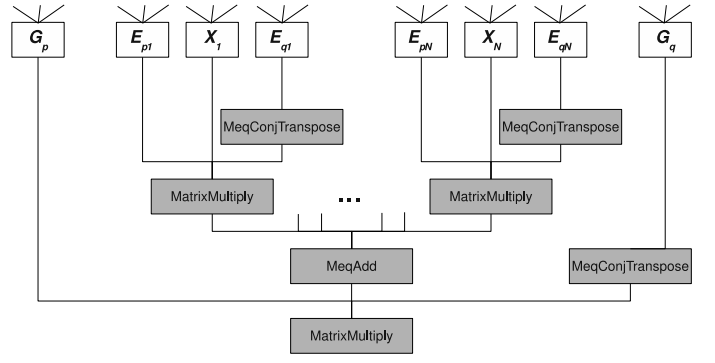 G_p E_p1 X_1 E_q1 E_pN X_N E_qN G_q
MeqConjTranspose MeqConjTranspose
MatrixMultiply ... MatrixMultiply
MeqAdd MeqConjTranspose
MatrixMultiply